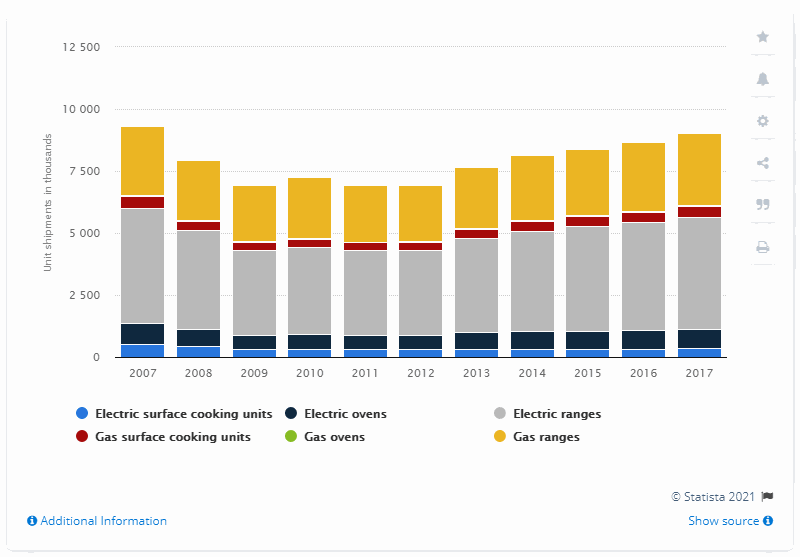 12 500
10 000
7 500
5 000
2 500
0
Unit shipments in thousands
2007 2008 2009 2010 2011 2012 2013 2014 2015 2016 2017
Electric surface cooking units Electric ovens Electric ranges
Gas surface cooking units Gas ovens Gas ranges
© Statista 2021
Additional Information Show source